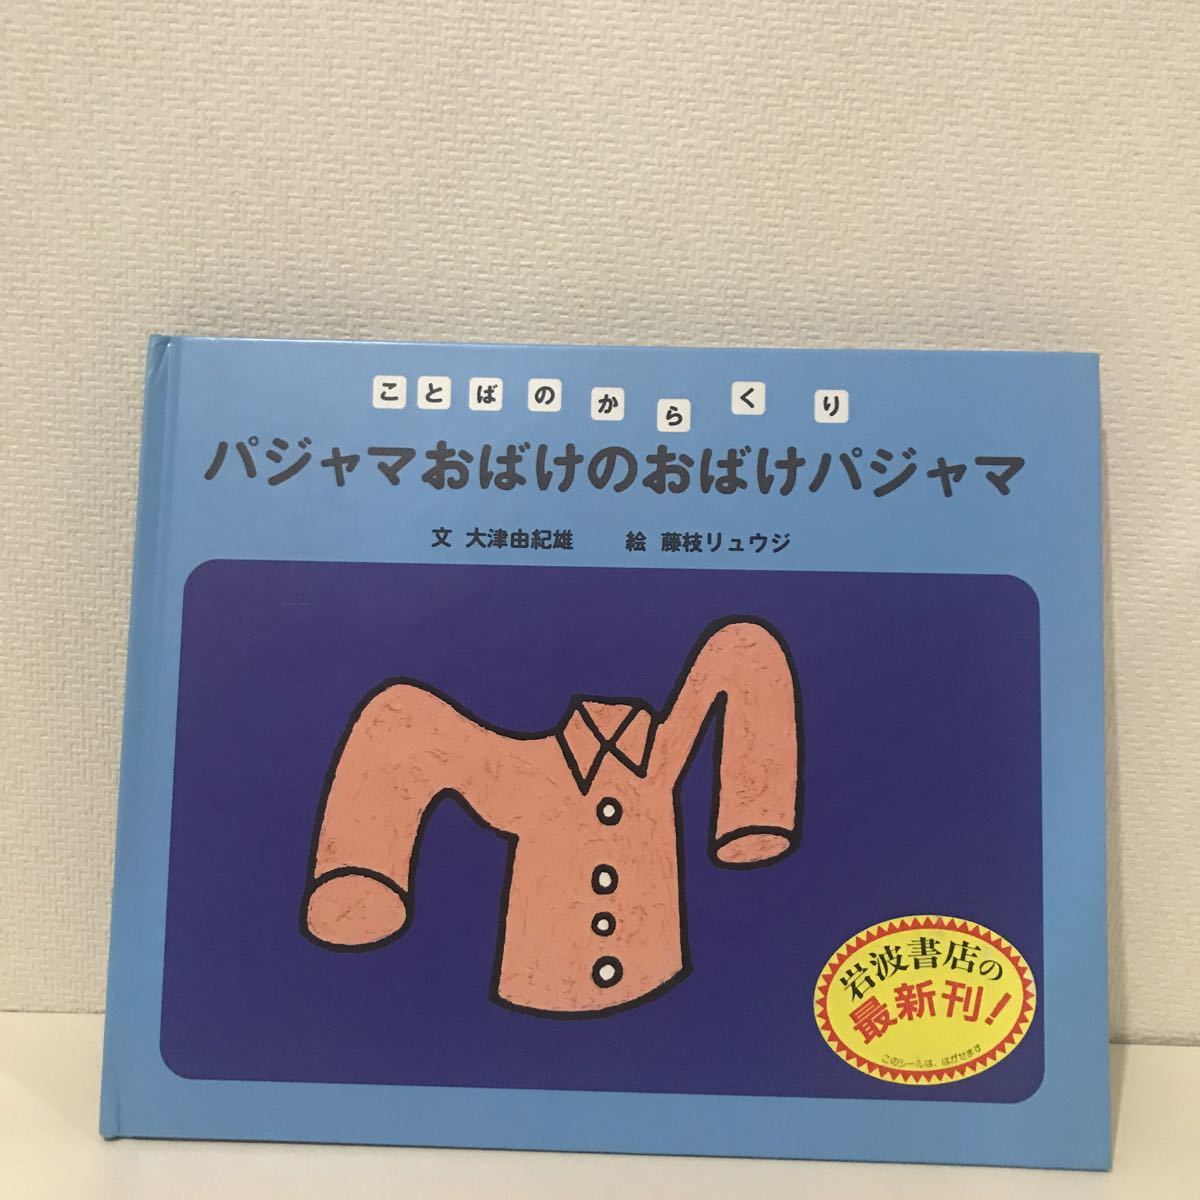 ことばのからくり
パジャマおばけのおばけパジャマ
文 大津由紀雄 絵 藤枝リュウジ
岩波書店の
最新刊!
このシールは、はがせます